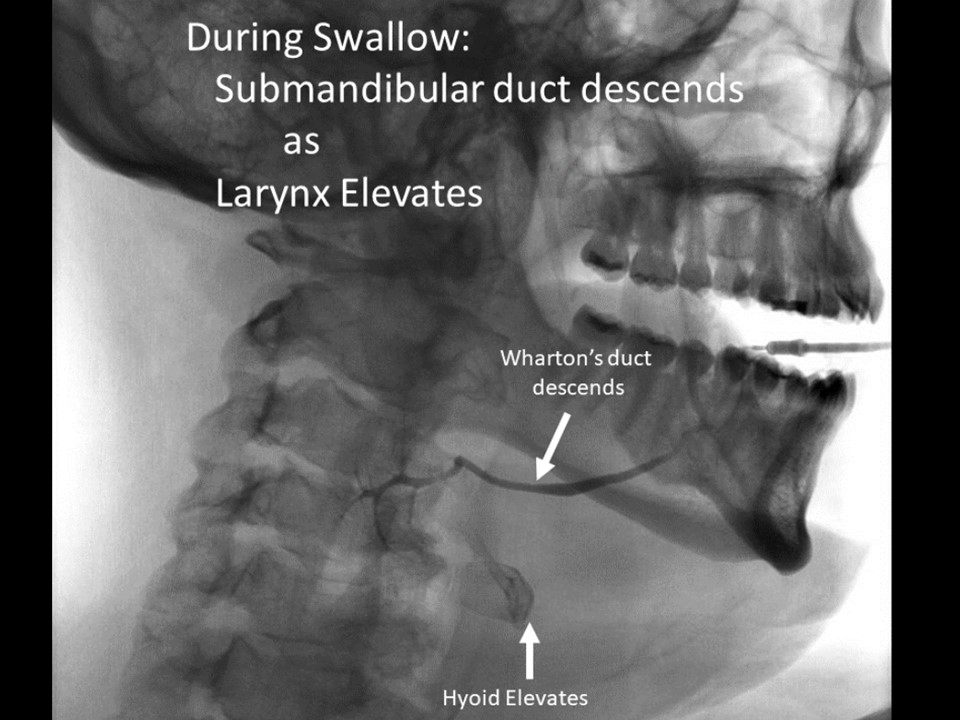 During Swallow:
Submandibular duct descends
as
Larynx Elevates
Wharton's duct
descends
Hyoid Elevates